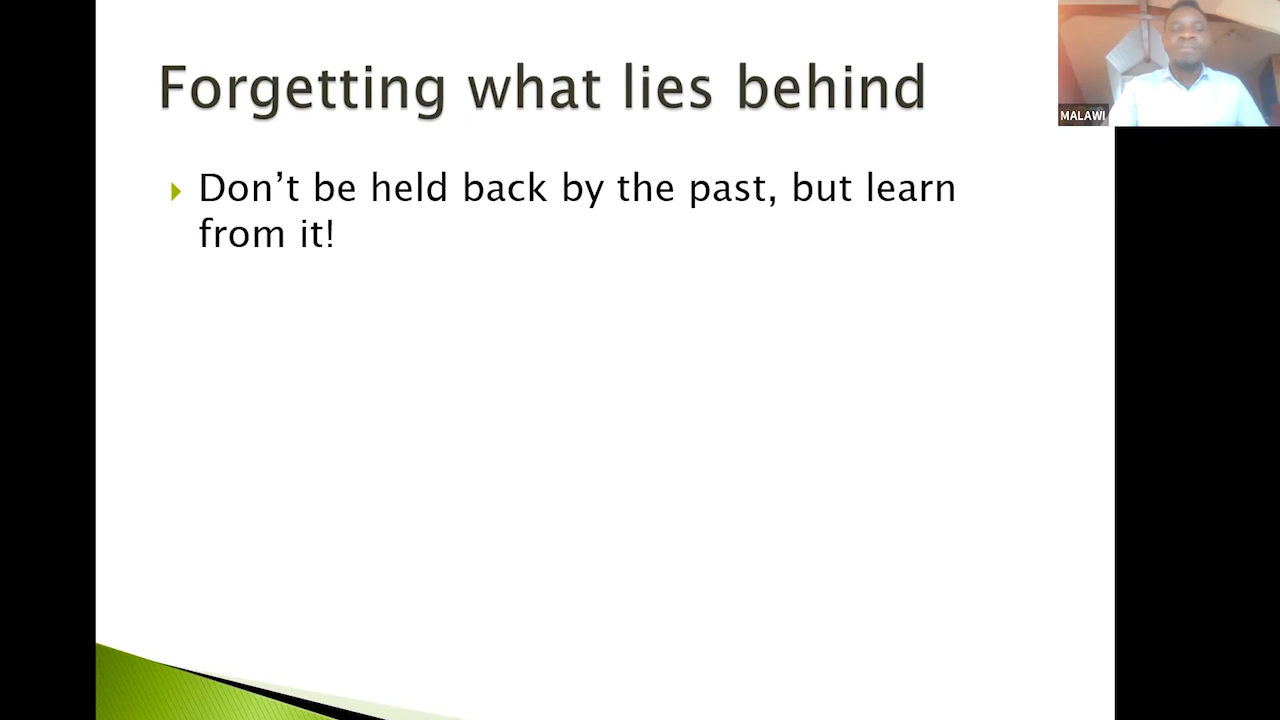 Forgetting what lies behind
Don’t be held back by the past, but learn
from it!
MALAWI